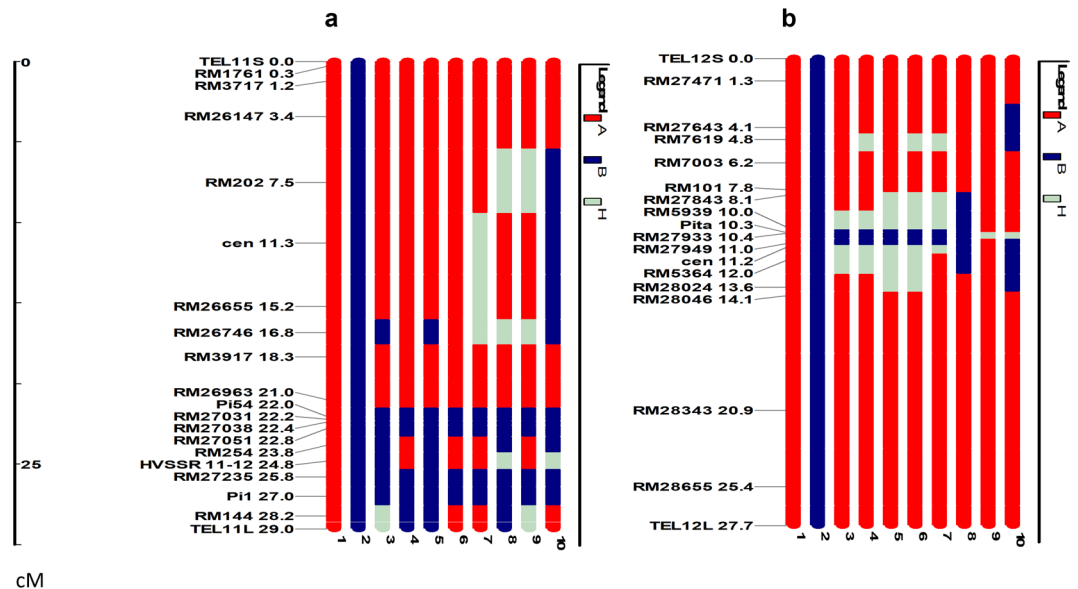 a
b
0
25
cM
TEL11S 0.0
RM1761 0.3
RM3717 1.2
RM26147 3.4
RM202 7.5
cen 11.3
RM26655 15.2
RM26746 16.8
RM3917 18.3
RM26963 21.0
Pi54 22.0
RM27031 22.2
RM27038 22.4
RM27051 22.8
RM254 23.8
HVSSR 11-12 24.8
RM27235 25.8
Pi1 27.0
RM144 28.2
TEL11L 29.0
1 2 3 4 5 6 7 8 9 10
Legend
A
B
H
TEL12S 0.0
RM27471 1.3
RM27643 4.1
RM7619 4.8
RM7003 6.2
RM101 7.8
RM27843 8.1
RM5939 10.0
Pita 10.3
RM27933 10.4
RM27949 11.0
cen 11.2
RM5364 12.0
RM28024 13.6
RM28046 14.1
RM28343 20.9
RM28655 25.4
TEL12L 27.7
1 2 3 4 5 6 7 8 9 10
Legend
A
B
H